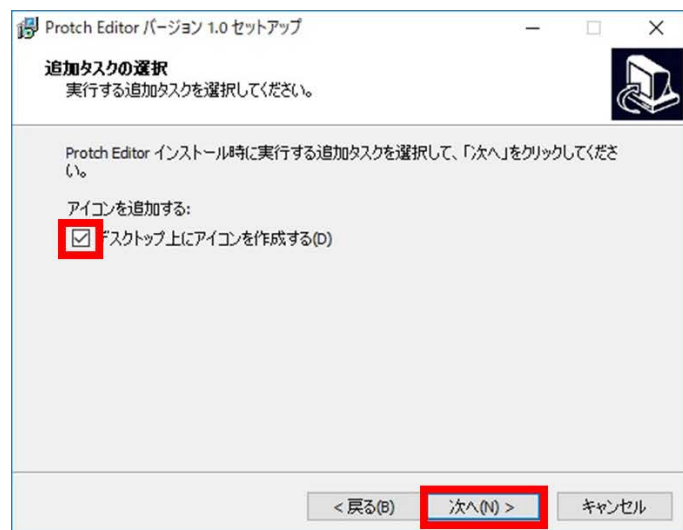 Protch Editor バージョン 1.0 セットアップ
追加タスクの選択
実行する追加タスクを選択してください。
Protch Editor インストール時に実行する追加タスクを選択して、「次へ」をクリックしてくださ
い。
アイコンを追加する:
デスクトップ上にアイコンを作成する(D)
< 戻る(B) 次へ(N) > キャンセル